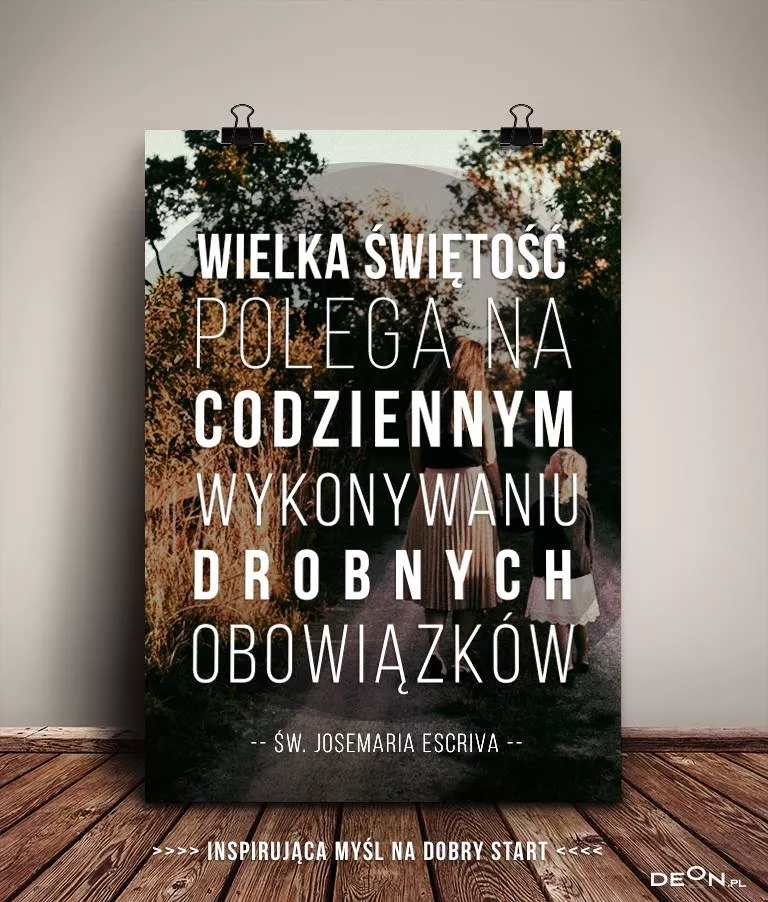 WIELKA ŚWIĘTOŚĆ
POLEGA NA
CODZIENNYM
WYKONYWANIU
DROBNYCH
OBOWIĄZKÓW
-- ŚW. JOSEMARIA ESCRIVA --
>>>> INSPIRUJĄCA MYŚL NA DOBRY START <<<<
DEON.PL